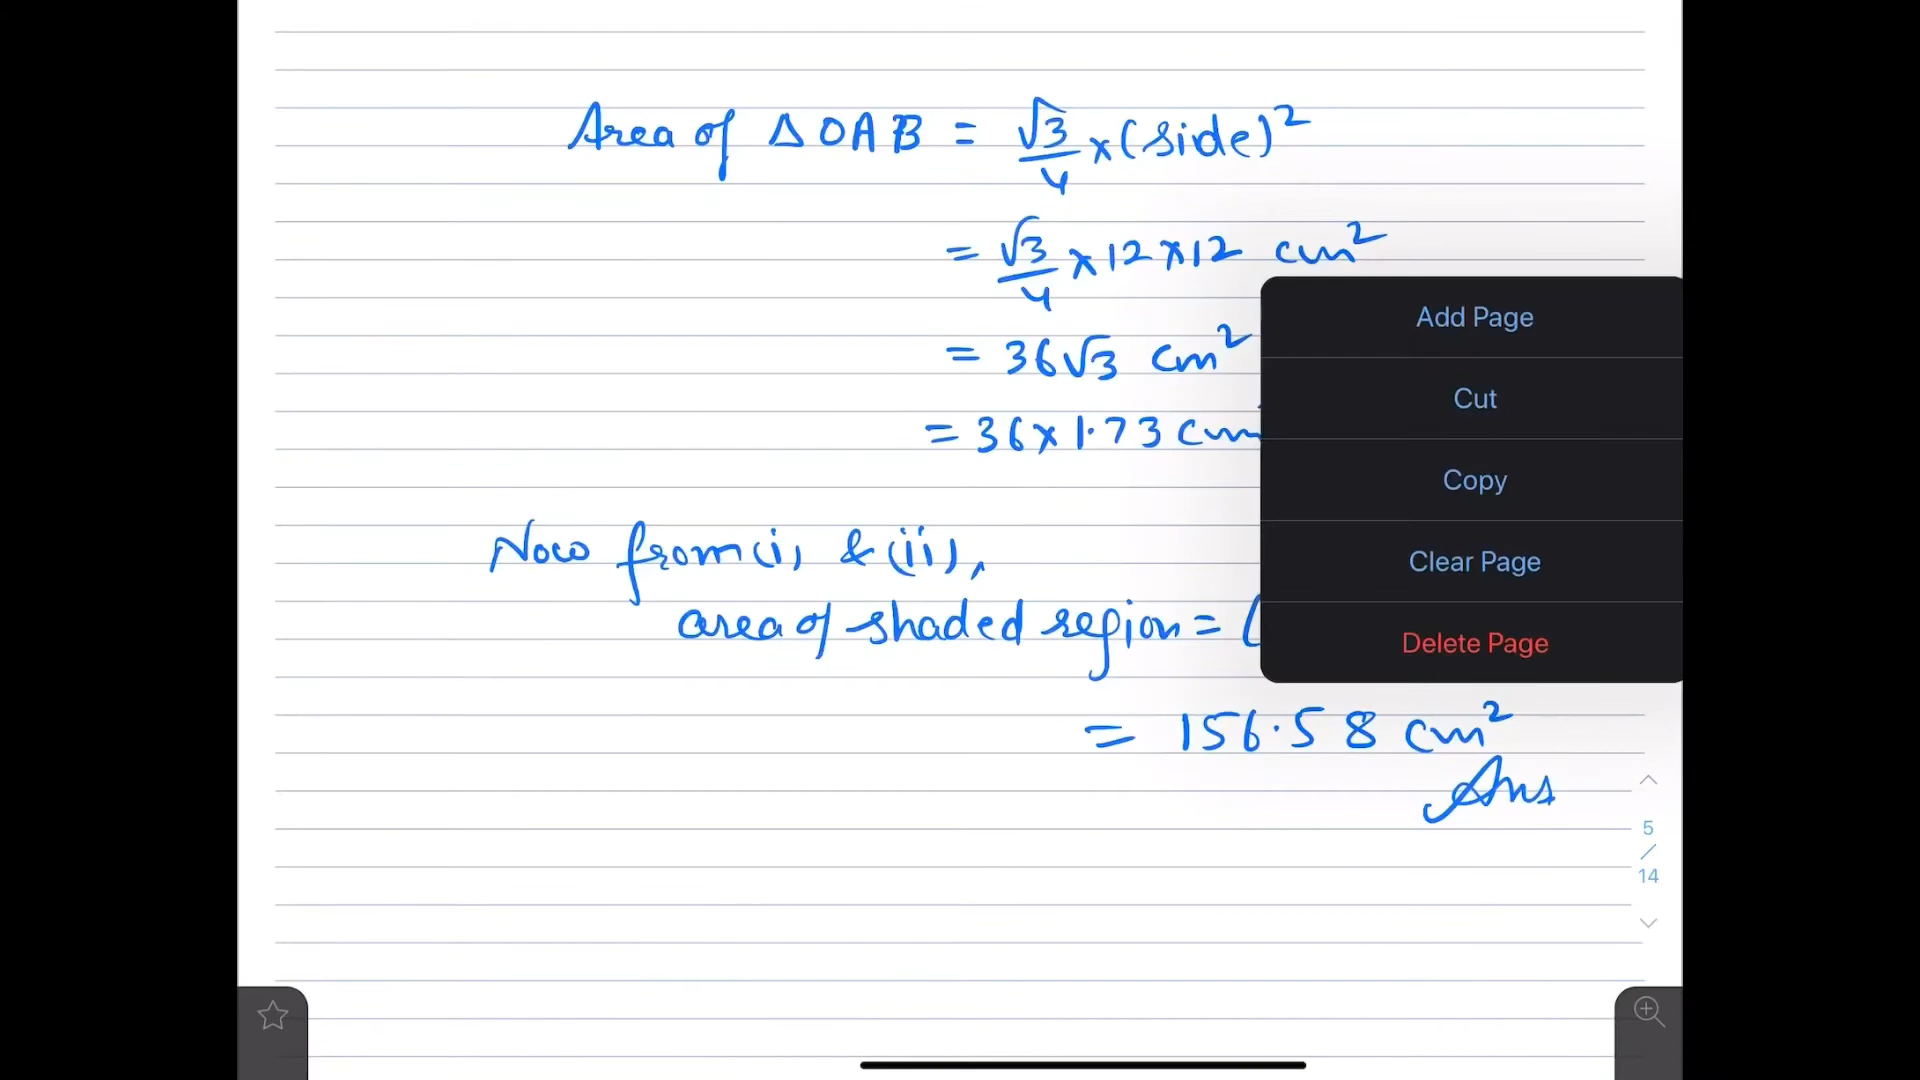 Area of △OAB = √3/4 × (side)²
= √3/4 × 12 × 12 cm²
= 36√3 cm²
= 36 × 1.73 cm
Now from (i) & (ii),
area of shaded region = (
= 156.58 cm²
Ans
Add Page
Cut
Copy
Clear Page
Delete Page
5
/
14